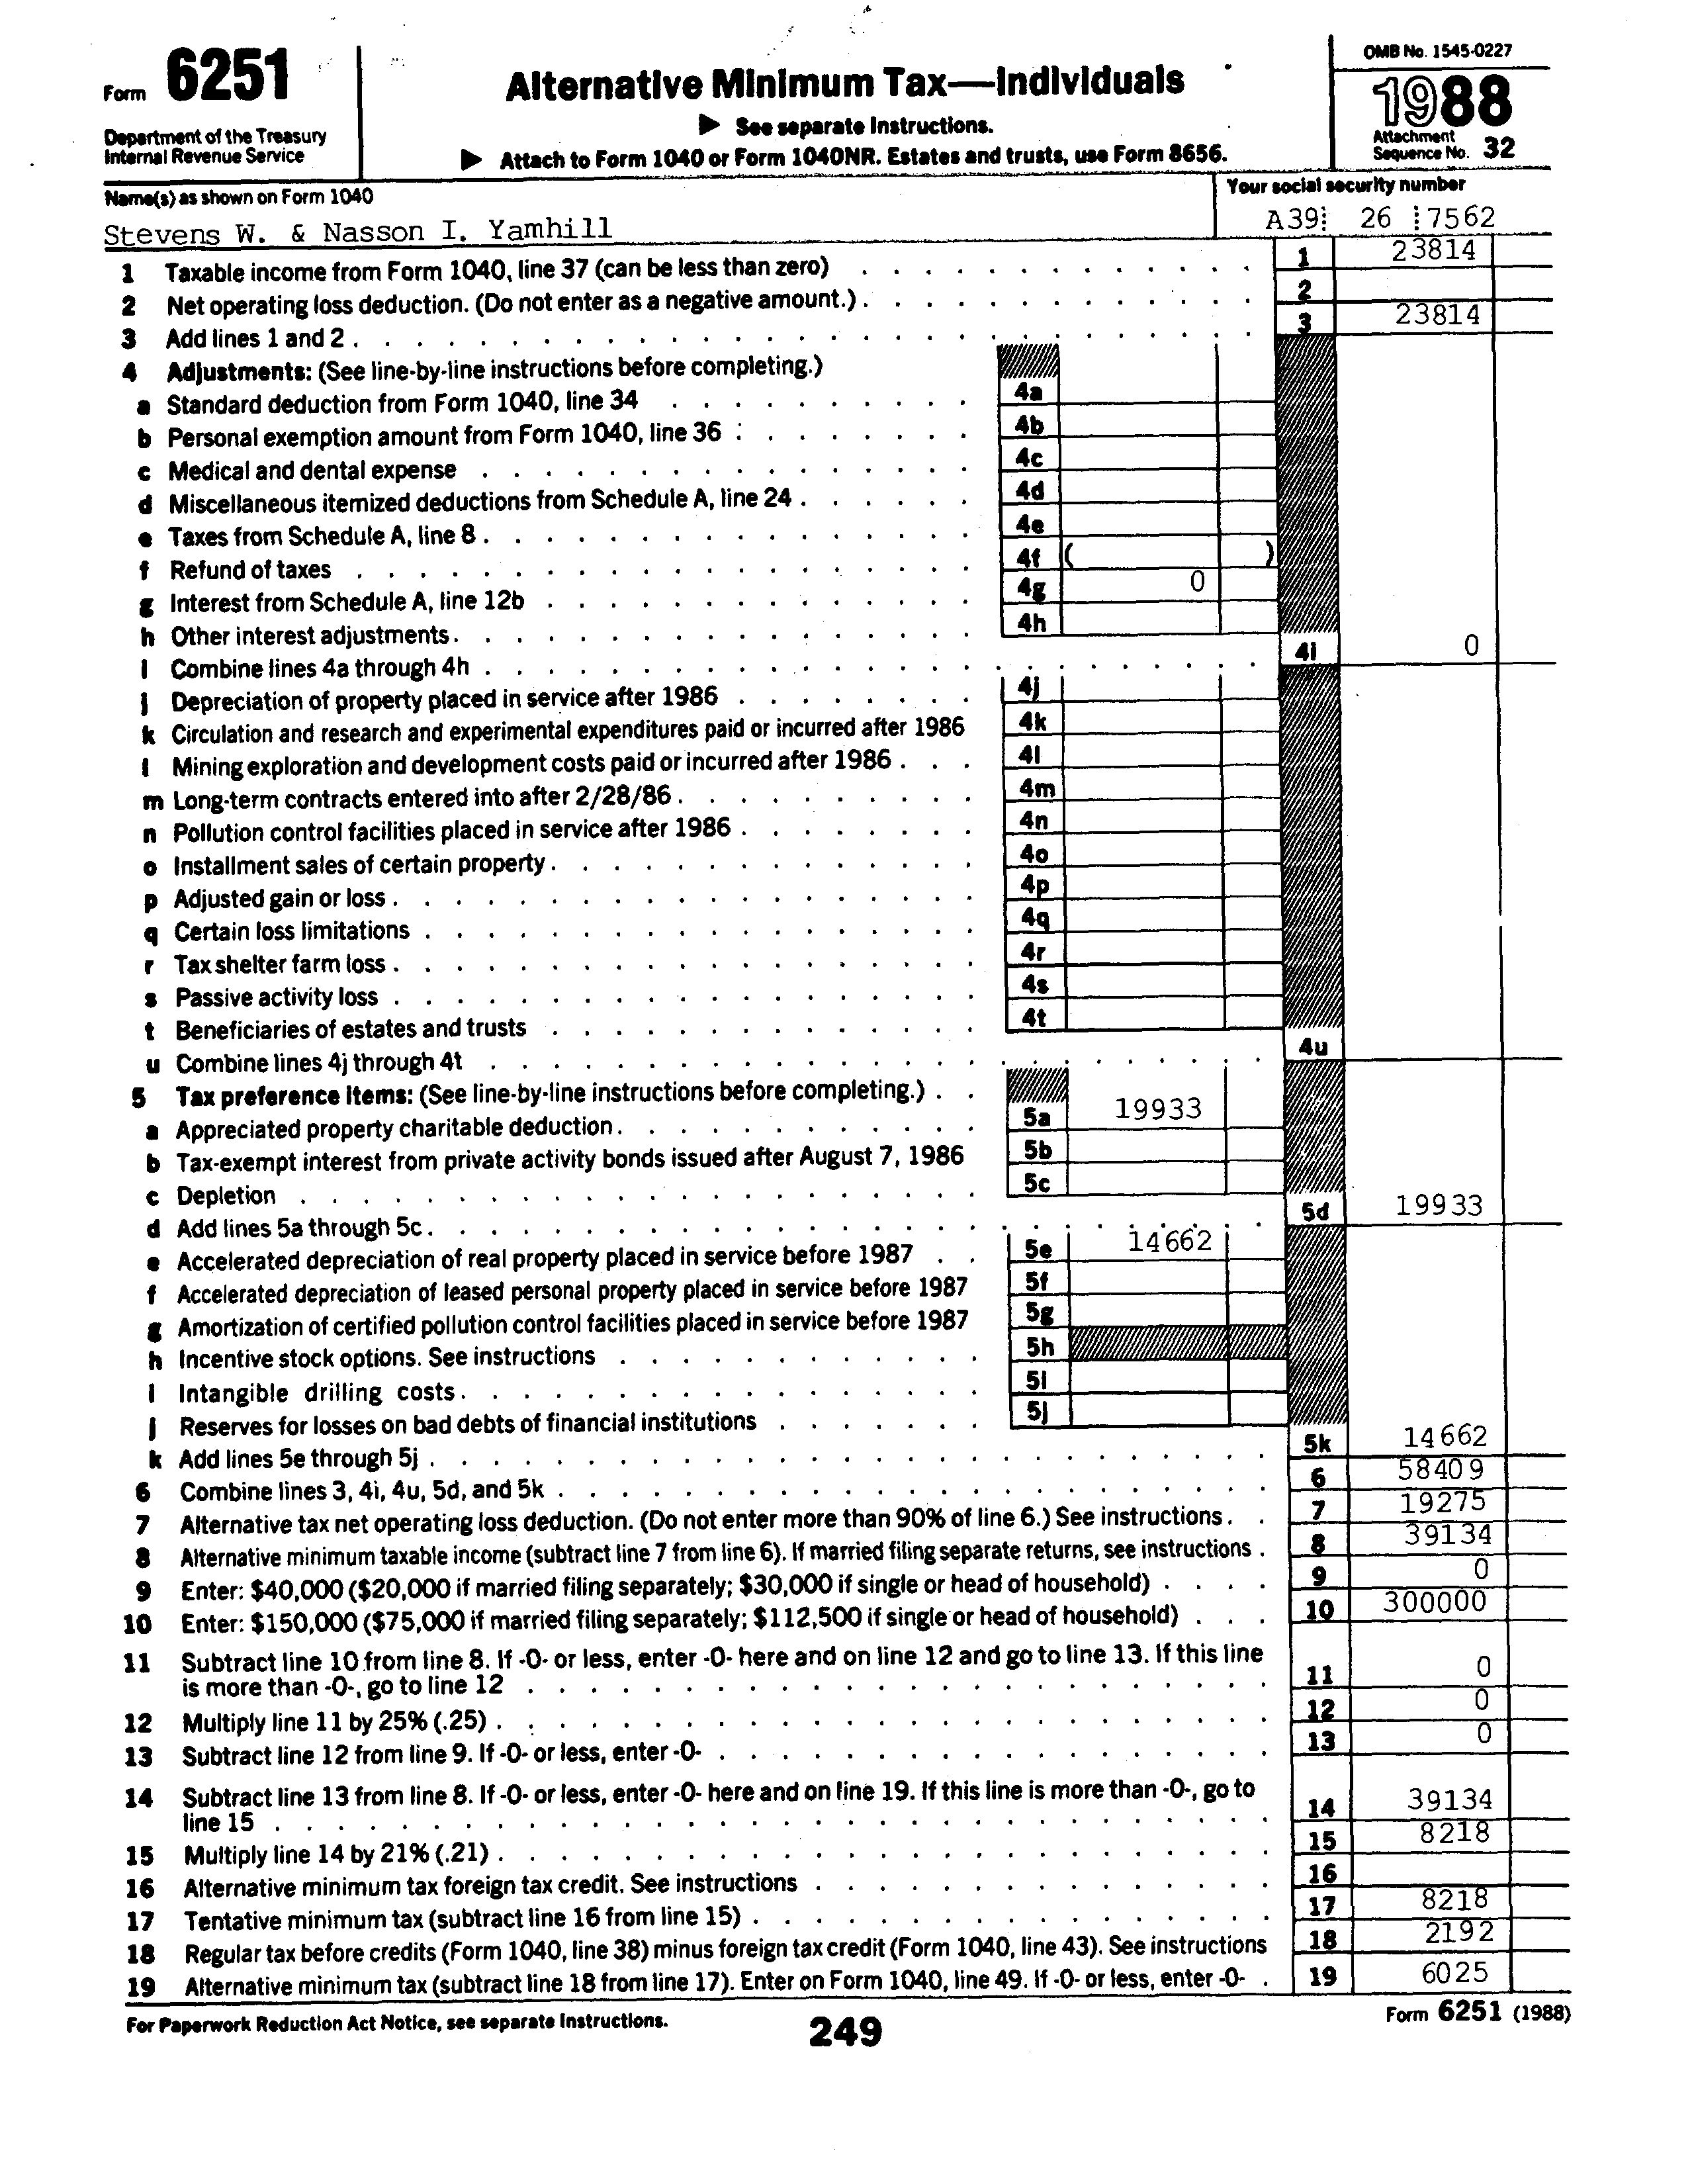 Form 6251
Department of the Treasury
Internal Revenue Service
Alternative Minimum Tax—Individuals
▶ See separate Instructions.
▶ Attach to Form 1040 or Form 1040NR. Estates and trusts, use Form 8656.
OMB No. 1545-0227
1988
Attachment
Sequence No. 32
Name(s) as shown on Form 1040
Your social security number
Stevens W. & Nasson I. Yamhill
A39 26 7562
1 Taxable income from Form 1040, line 37 (can be less than zero) 1 23814
2 Net operating loss deduction. (Do not enter as a negative amount.) 2
3 Add lines 1 and 2 3 23814
4 Adjustments: (See line-by-line instructions before completing.)
a Standard deduction from Form 1040, line 34 4a
b Personal exemption amount from Form 1040, line 36 4b
c Medical and dental expense 4c
d Miscellaneous itemized deductions from Schedule A, line 24 4d
e Taxes from Schedule A, line 8 4e
f Refund of taxes 4f ( )
g Interest from Schedule A, line 12b 4g 0
h Other interest adjustments 4h
i Combine lines 4a through 4h 4i 0
j Depreciation of property placed in service after 1986 4j
k Circulation and research and experimental expenditures paid or incurred after 1986 4k
l Mining exploration and development costs paid or incurred after 1986 4l
m Long-term contracts entered into after 2/28/86 4m
n Pollution control facilities placed in service after 1986 4n
o Installment sales of certain property 4o
p Adjusted gain or loss 4p
q Certain loss limitations 4q
r Tax shelter farm loss 4r
s Passive activity loss 4s
t Beneficiaries of estates and trusts 4t
u Combine lines 4j through 4t 4u
5 Tax preference items: (See line-by-line instructions before completing.)
a Appreciated property charitable deduction 5a 19933
b Tax-exempt interest from private activity bonds issued after August 7, 1986 5b
c Depletion 5c
d Add lines 5a through 5c 5d 19933
e Accelerated depreciation of real property placed in service before 1987 5e 14662
f Accelerated depreciation of leased personal property placed in service before 1987 5f
g Amortization of certified pollution control facilities placed in service before 1987 5g
h Incentive stock options. See instructions 5h
i Intangible drilling costs 5i
j Reserves for losses on bad debts of financial institutions 5j
k Add lines 5e through 5j 5k 14662
6 Combine lines 3, 4i, 4u, 5d, and 5k 6 58409
7 Alternative tax net operating loss deduction. (Do not enter more than 90% of line 6.) See instructions. 7 19275
8 Alternative minimum taxable income (subtract line 7 from line 6). If married filing separate returns, see instructions 8 39134
9 Enter: $40,000 ($20,000 if married filing separately; $30,000 if single or head of household) 9 0
10 Enter: $150,000 ($75,000 if married filing separately; $112,500 if single or head of household) 10 300000
11 Subtract line 10 from line 8. If -0- or less, enter -0- here and on line 12 and go to line 13. If this line
is more than -0-, go to line 12 11 0
12 Multiply line 11 by 25% (.25) 12 0
13 Subtract line 12 from line 9. If -0- or less, enter -0- 13 0
14 Subtract line 13 from line 8. If -0- or less, enter -0- here and on line 19. If this line is more than -0-, go to
line 15 14 39134
15 Multiply line 14 by 21% (.21) 15 8218
16 Alternative minimum tax foreign tax credit. See instructions 16
17 Tentative minimum tax (subtract line 16 from line 15) 17 8218
18 Regular tax before credits (Form 1040, line 38) minus foreign tax credit (Form 1040, line 43). See instructions 18 2192
19 Alternative minimum tax (subtract line 18 from line 17). Enter on Form 1040, line 49. If -0- or less, enter -0- 19 6025
For Paperwork Reduction Act Notice, see separate Instructions.
249
Form 6251 (1988)